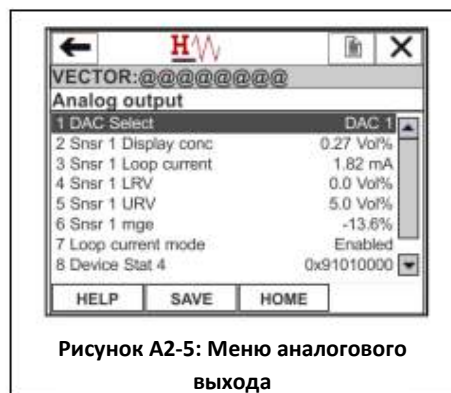 H
VECTOR:@@@@@@@@
Analog output
1 DAC Select DAC 1
2 Snsr 1 Display conc 0.27 Vol%
3 Snsr 1 Loop current 1.82 mA
4 Snsr 1 LRV 0.0 Vol%
5 Snsr 1 URV 5.0 Vol%
6 Snsr 1 rnge -13.6%
7 Loop current mode Enabled
8 Device Stat 4 0x91010000
HELP SAVE HOME
Рисунок A2-5: Меню аналогового
выхода